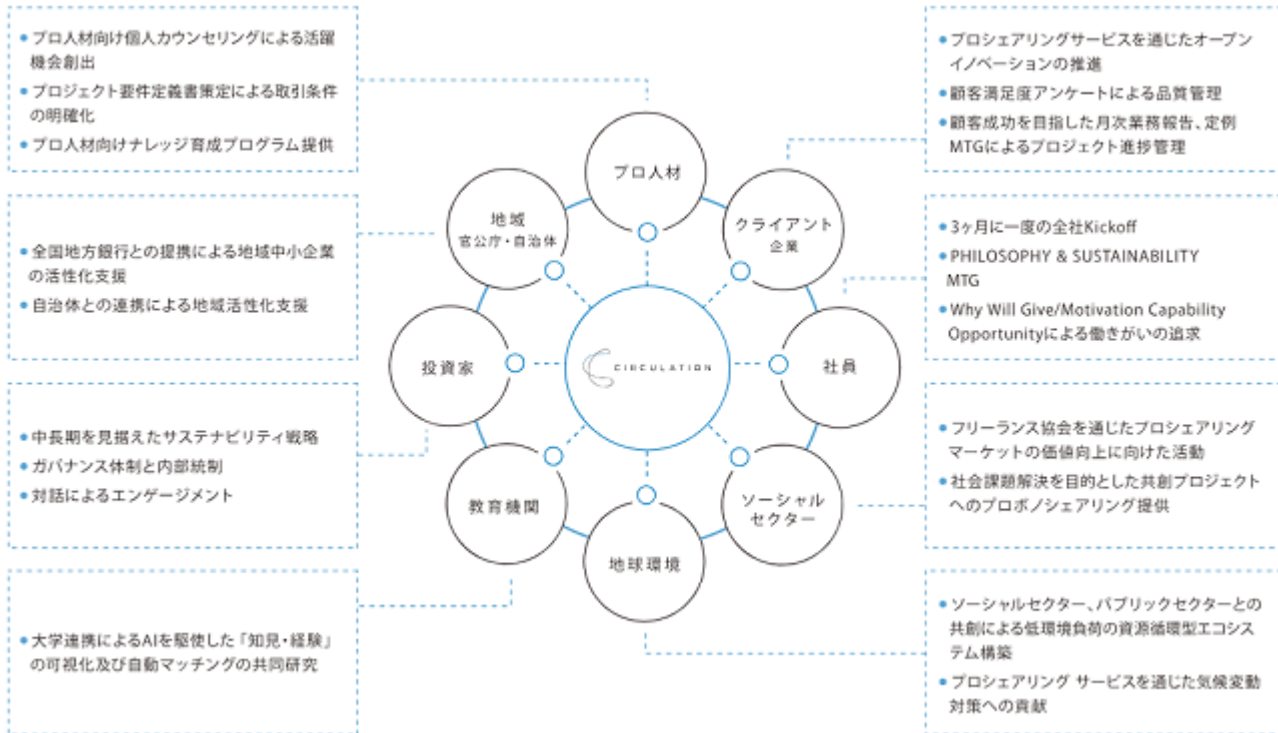 ● プロ人材向け個人カウンセリングによる活躍
機会創出
● プロジェクト要件定義書策定による取引条件
の明確化
● プロ人材向けナレッジ育成プログラム提供
● 全国地方銀行との提携による地域中小企業
の活性化支援
● 自治体との連携による地域活性化支援
● 中長期を見据えたサステナビリティ戦略
● ガバナンス体制と内部統制
● 対話によるエンゲージメント
● 大学連携によるAIを駆使した「知見・経験」
の可視化及び自動マッチングの共同研究
プロ人材
地域
官公庁・自治体
クライアント
企業
投資家
CIRCULATION
社員
教育機関
ソーシャル
セクター
地球環境
● プロシェアリングサービスを通じたオープン
イノベーションの推進
● 顧客満足度アンケートによる品質管理
● 顧客成功を目指した月次業務報告、定例
MTGによるプロジェクト進捗管理
● 3ヶ月に一度の全社Kickoff
● PHILOSOPHY & SUSTAINABILITY
MTG
● Why Will Give/Motivation Capability
Opportunityによる働きがいの追求
● フリーランス協会を通じたプロシェアリング
マーケットの価値向上に向けた活動
● 社会課題解決を目的とした共創プロジェクト
へのプロボノシェアリング提供
● ソーシャルセクター、パブリックセクターとの
共創による低環境負荷の資源循環型エコシス
テム構築
● プロシェアリング サービスを通じた気候変動
対策への貢献